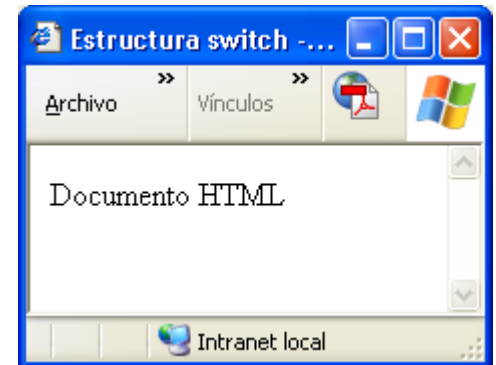 Estructura switch -...
Archivo » Vínculos »
Documento HTML
Intranet local